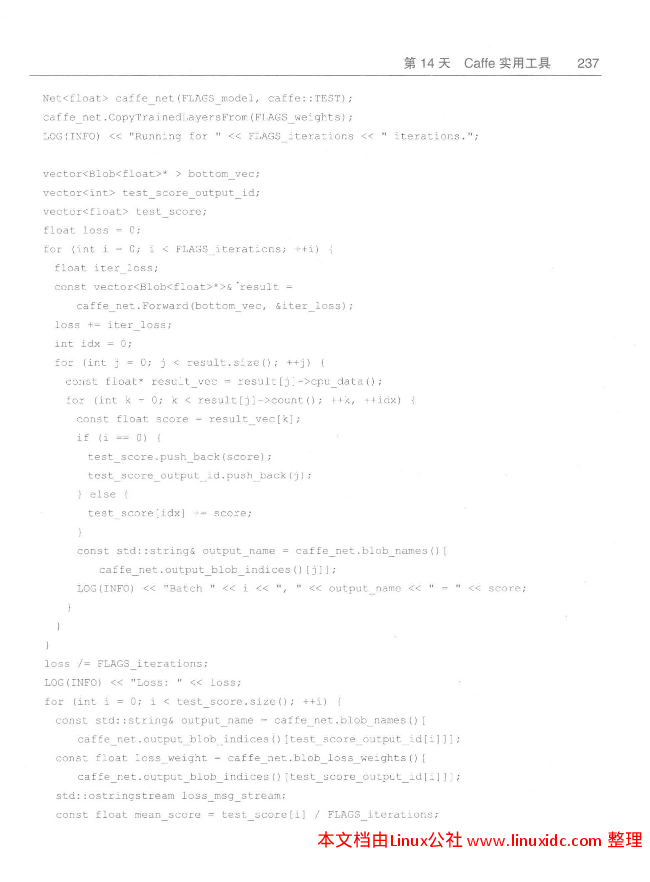 第 14 天 Caffe 实用工具 237
Net<float> caffe_net(FLAGS_model, caffe::TEST);
caffe_net.CopyTrainedLayersFrom(FLAGS_weights);
LOG(INFO) << "Running for " << FLAGS_iterations << " iterations.";
vector<Blob<float>* > bottom_vec;
vector<int> test_score_output_id;
vector<float> test_score;
float loss = 0;
for (int i = 0; i < FLAGS_iterations; ++i) {
float iter_loss;
const vector<Blob<float>*>& result =
caffe_net.Forward(bottom_vec, &iter_loss);
loss += iter_loss;
int idx = 0;
for (int j = 0; j < result.size(); ++j) {
const float* result_vec = result[j]->cpu_data();
for (int k = 0; k < result[j]->count(); ++k, ++idx) {
const float score = result_vec[k];
if (i == 0) {
test_score.push_back(score);
test_score_output_id.push_back(j);
} else {
test_score[idx] += score;
}
const std::string& output_name = caffe_net.blob_names()[
caffe_net.output_blob_indices()[j]];
LOG(INFO) << "Batch " << i << ", " << output_name << " = " << score;
}
}
}
loss /= FLAGS_iterations;
LOG(INFO) << "Loss: " << loss;
for (int i = 0; i < test_score.size(); ++i) {
const std::string& output_name = caffe_net.blob_names()[
caffe_net.output_blob_indices()[test_score_output_id[i]]];
const float loss_weight = caffe_net.blob_loss_weights()[
caffe_net.output_blob_indices()[test_score_output_id[i]]];
std::ostringstream loss_msg_stream;
const float mean_score = test_score[i] / FLAGS_iterations;
本文档由Linux公社 www.linuxidc.com 整理